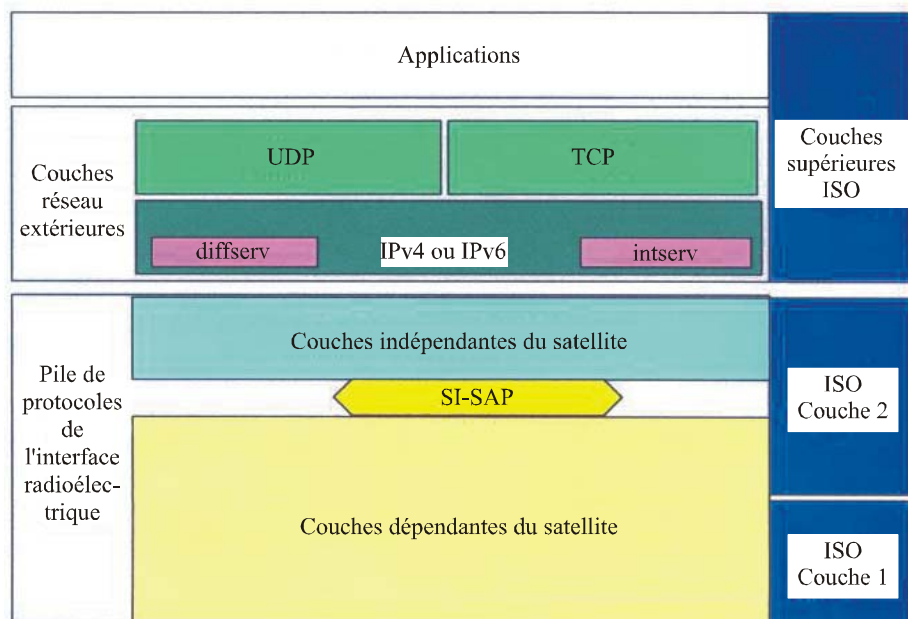 Applications
Couches
réseau
extérieures
UDP
TCP
IPv4 ou IPv6
diffserv
intserv
Couches
supérieures
ISO
Pile de
protocoles
de
l'interface
radioélec-
trique
Couches indépendantes du satellite
SI-SAP
Couches dépendantes du satellite
ISO
Couche 2
ISO
Couche 1